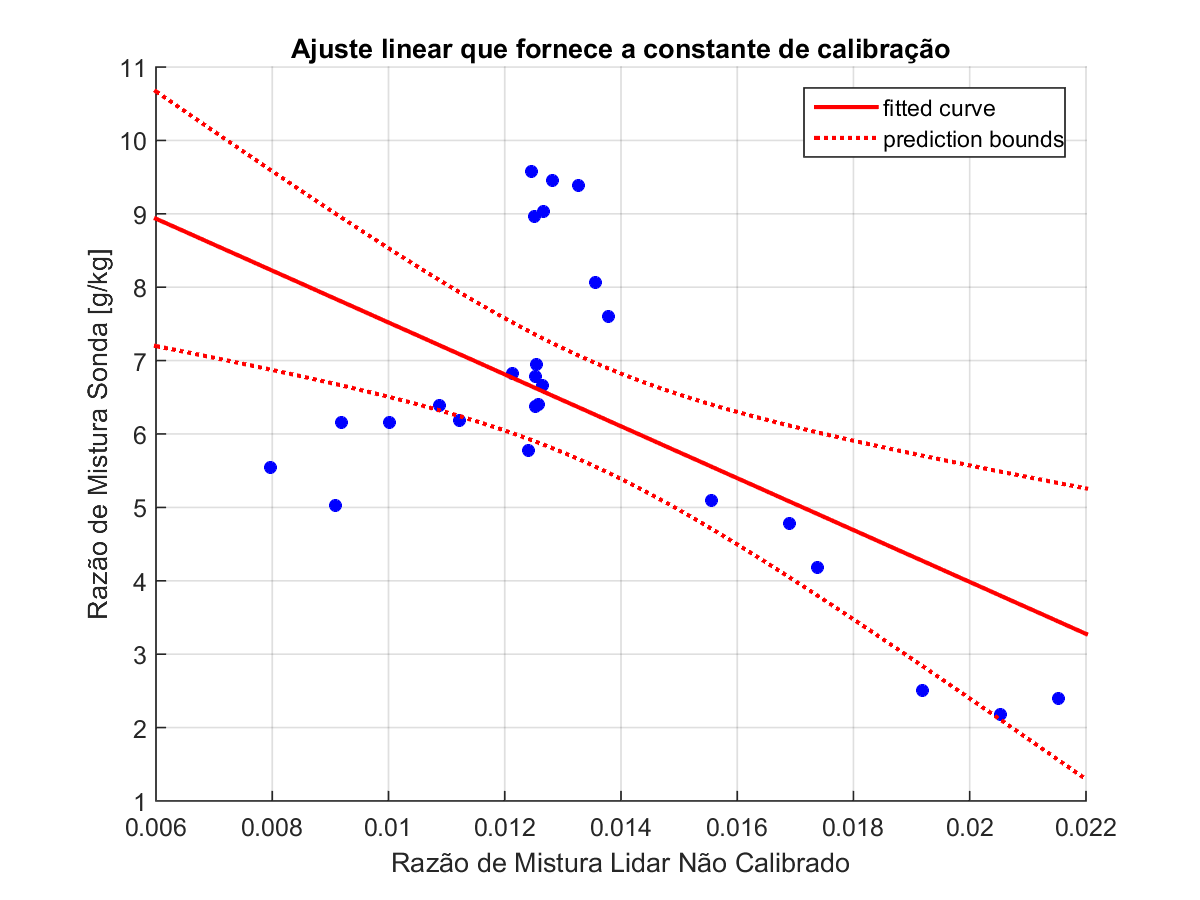 Ajuste linear que fornece a constante de calibração
fitted curve
prediction bounds
11
10
9
8
7
6
5
4
3
2
1
Razão de Mistura Sonda [g/kg]
0.006 0.008 0.01 0.012 0.014 0.016 0.018 0.02 0.022
Razão de Mistura Lidar Não Calibrado